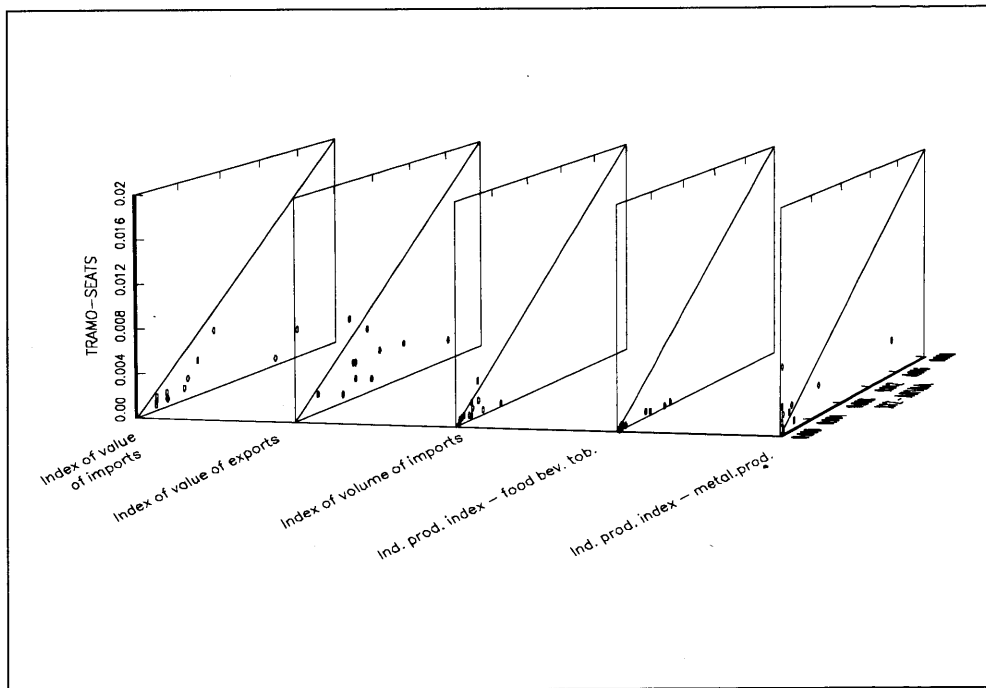 0.02
0.016
0.012
0.008
0.004
0.00
TRAMO-SEATS
Index of value
of imports
Index of value of exports
Index of volume of imports
Ind. prod. index – food bev. tob.
Ind. prod. index – metal.prod.